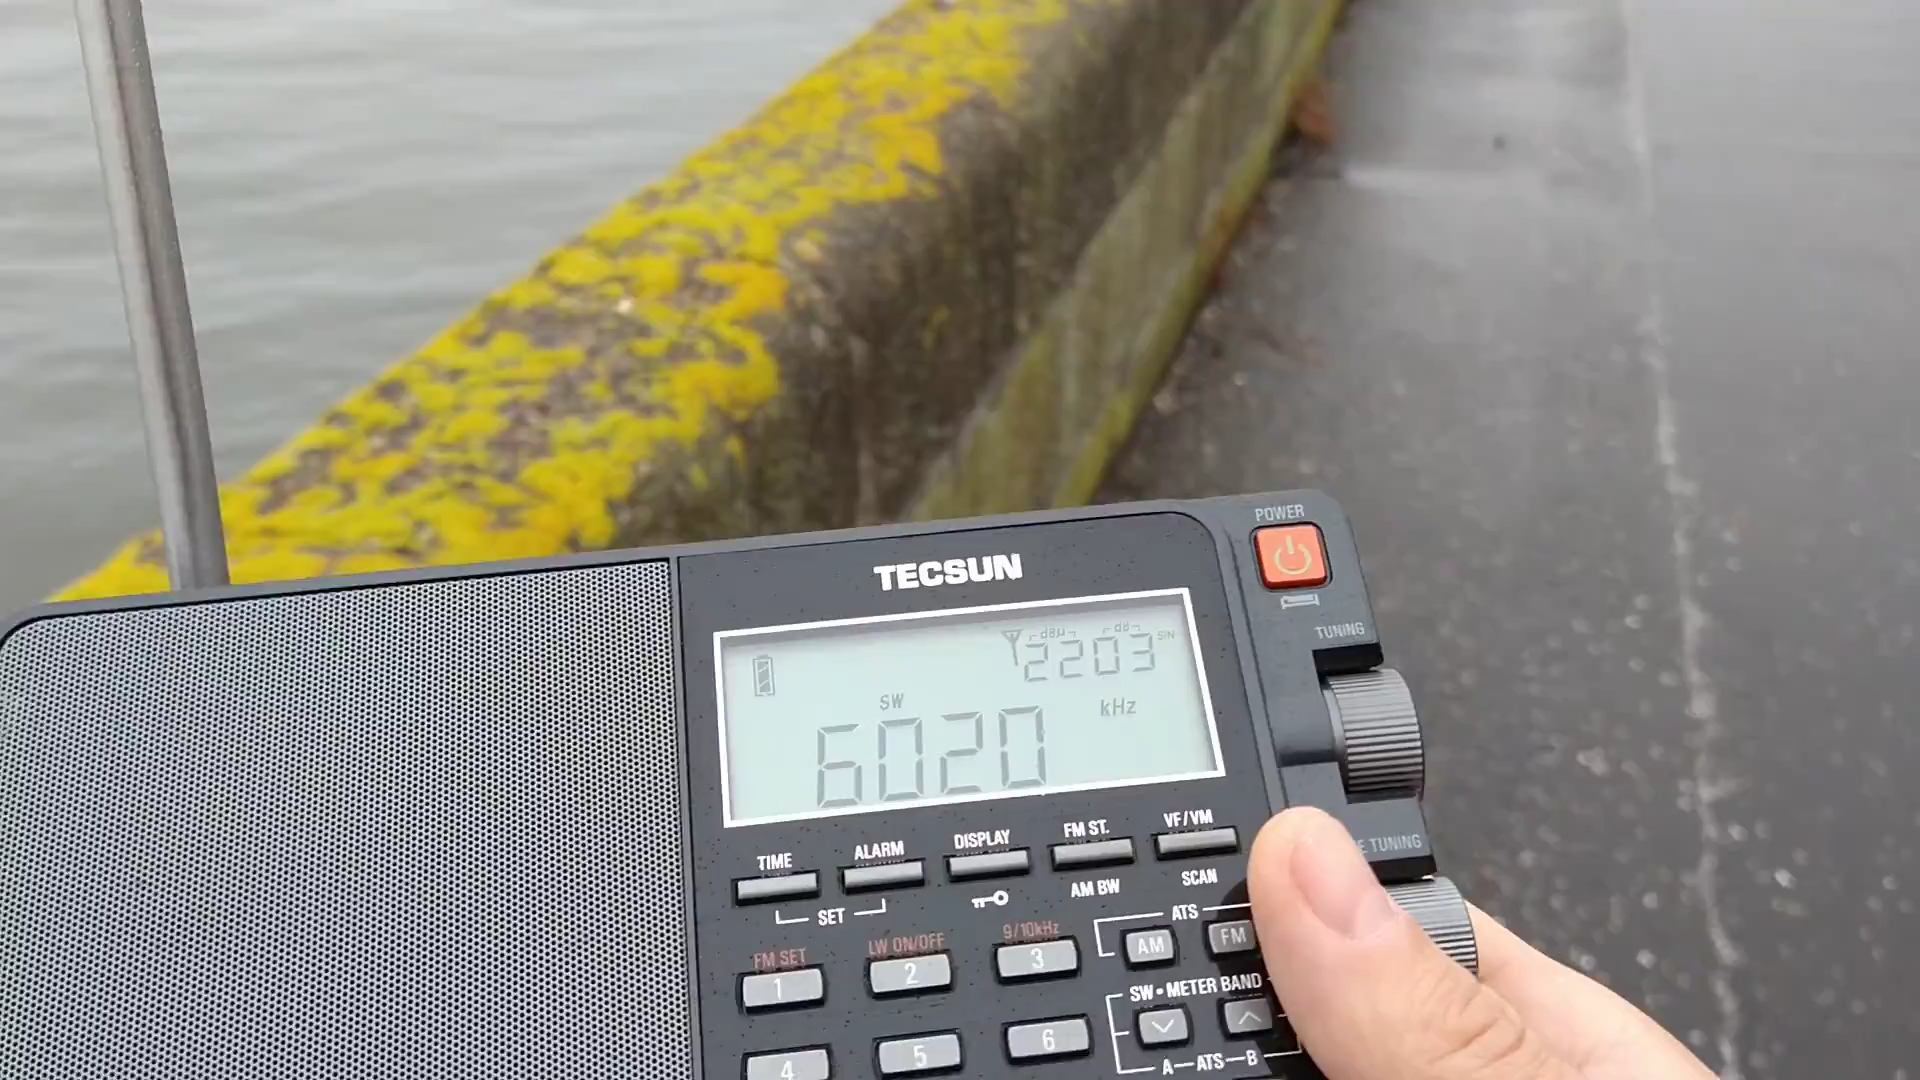 POWER
TECSUN
TUNING
dBμ dB S/N
2203
SW kHz
6020
TIME ALARM DISPLAY FM ST. VF/VM
SET AM BW SCAN
E TUNING
FM SET LW ON/OFF 9/10kHz ATS
1 2 3 AM FM
SW•METER BAND
4 5 6
A—ATS—B